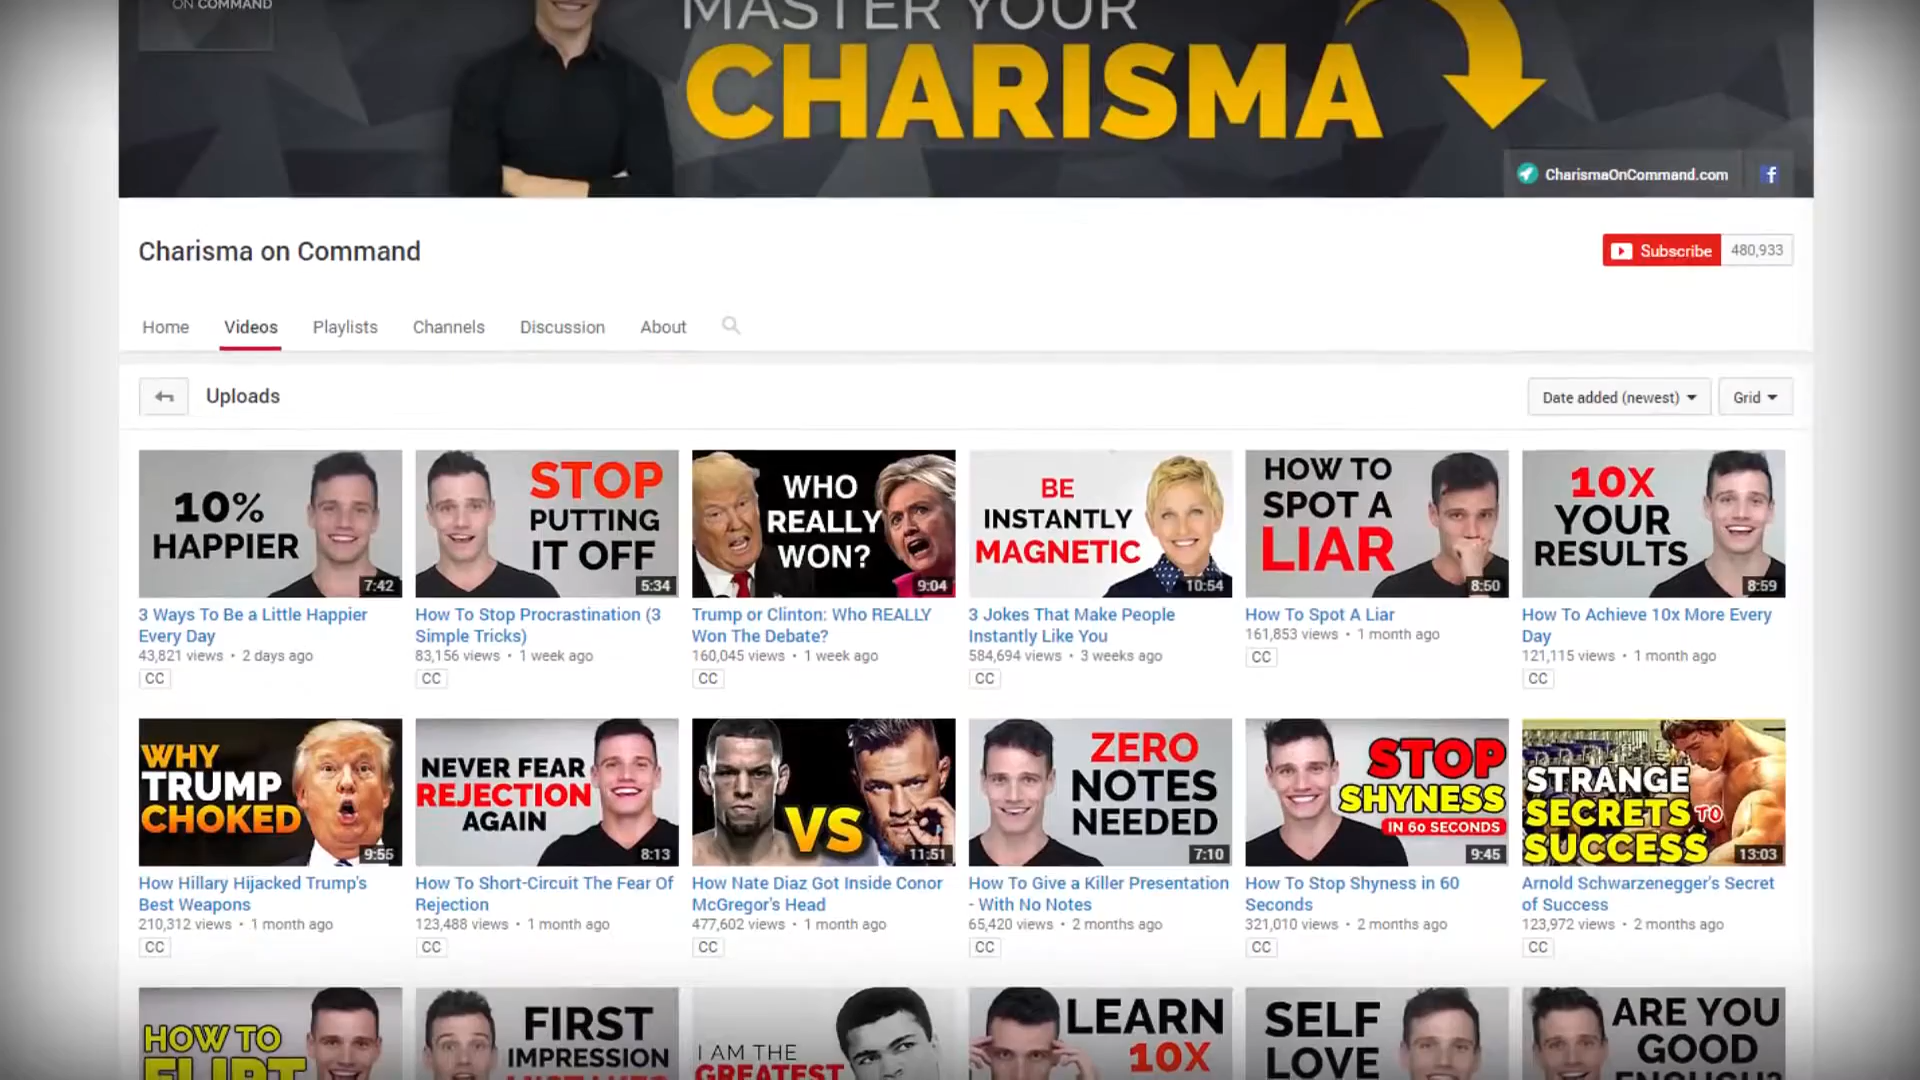 ON COMMAND
MASTER YOUR
CHARISMA
CharismaOnCommand.com
f
Charisma on Command
Subscribe 480,933
Home Videos Playlists Channels Discussion About
Uploads
Date added (newest) Grid
10%
HAPPIER
7:42
STOP
PUTTING
IT OFF
5:34
WHO
REALLY
WON?
9:04
BE
INSTANTLY
MAGNETIC
10:54
HOW TO
SPOT A
LIAR
8:50
10X
YOUR
RESULTS
8:59
3 Ways To Be a Little Happier
Every Day
43,821 views • 2 days ago
CC
How To Stop Procrastination (3
Simple Tricks)
83,156 views • 1 week ago
CC
Trump or Clinton: Who REALLY
Won The Debate?
160,045 views • 1 week ago
CC
3 Jokes That Make People
Instantly Like You
584,694 views • 3 weeks ago
CC
How To Spot A Liar
161,853 views • 1 month ago
CC
How To Achieve 10x More Every
Day
121,115 views • 1 month ago
CC
WHY
TRUMP
CHOKED
9:55
NEVER FEAR
REJECTION
AGAIN
8:13
VS
11:51
ZERO
NOTES
NEEDED
7:10
STOP
SHYNESS
IN 60 SECONDS
9:45
STRANGE
SECRETS TO
SUCCESS
13:03
How Hillary Hijacked Trump's
Best Weapons
210,312 views • 1 month ago
CC
How To Short-Circuit The Fear Of
Rejection
123,488 views • 1 month ago
CC
How Nate Diaz Got Inside Conor
McGregor's Head
477,602 views • 1 month ago
CC
How To Give a Killer Presentation
- With No Notes
65,420 views • 2 months ago
CC
How To Stop Shyness in 60
Seconds
321,010 views • 2 months ago
CC
Arnold Schwarzenegger's Secret
of Success
123,972 views • 2 months ago
CC
HOW TO
FLIRT
FIRST
IMPRESSION
I AM THE
GREATEST
LEARN
10X
SELF
LOVE
ARE YOU
GOOD
ENOUGH?